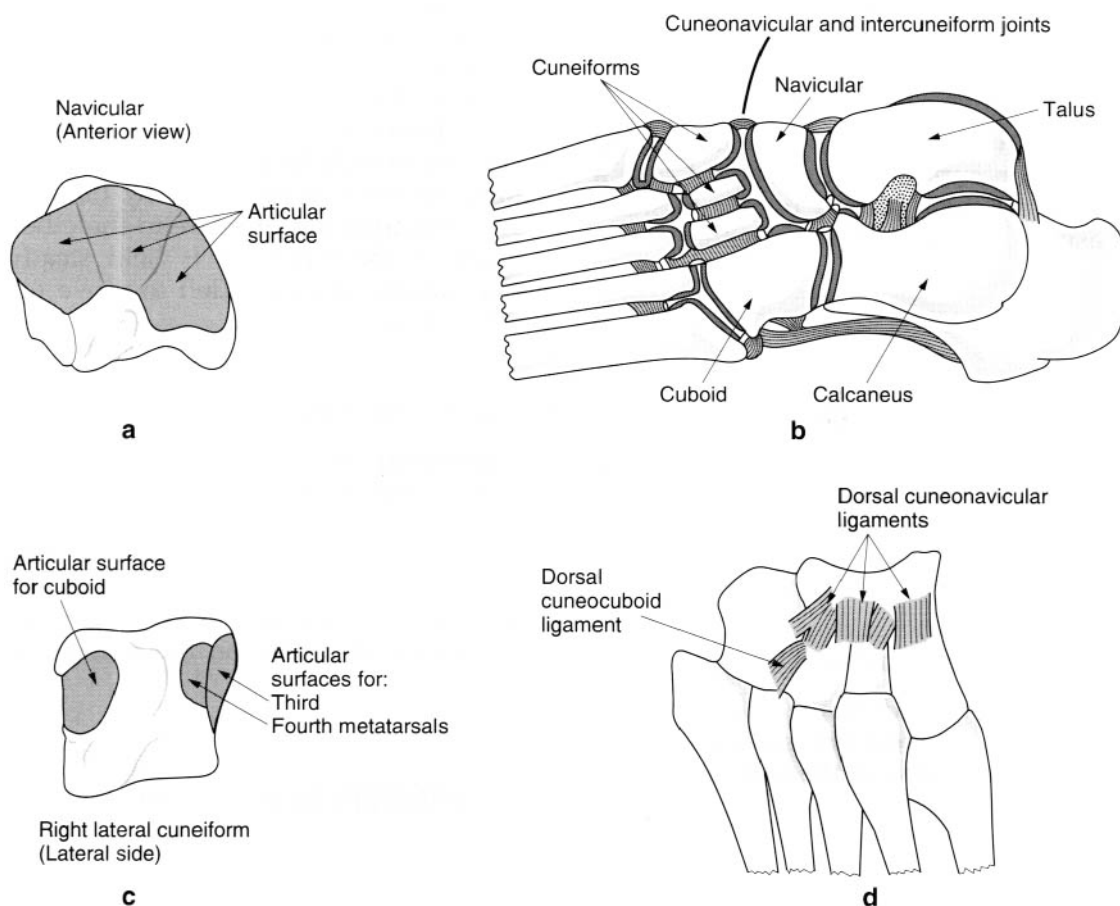 Navicular
(Anterior view)
Articular
surface
a
Cuneonavicular and intercuneiform joints
Cuneiforms
Navicular
Talus
Cuboid
Calcaneus
b
Articular surface
for cuboid
Articular
surfaces for:
Third
Fourth metatarsals
Right lateral cuneiform
(Lateral side)
c
Dorsal cuneonavicular
ligaments
Dorsal
cuneocuboid
ligament
d